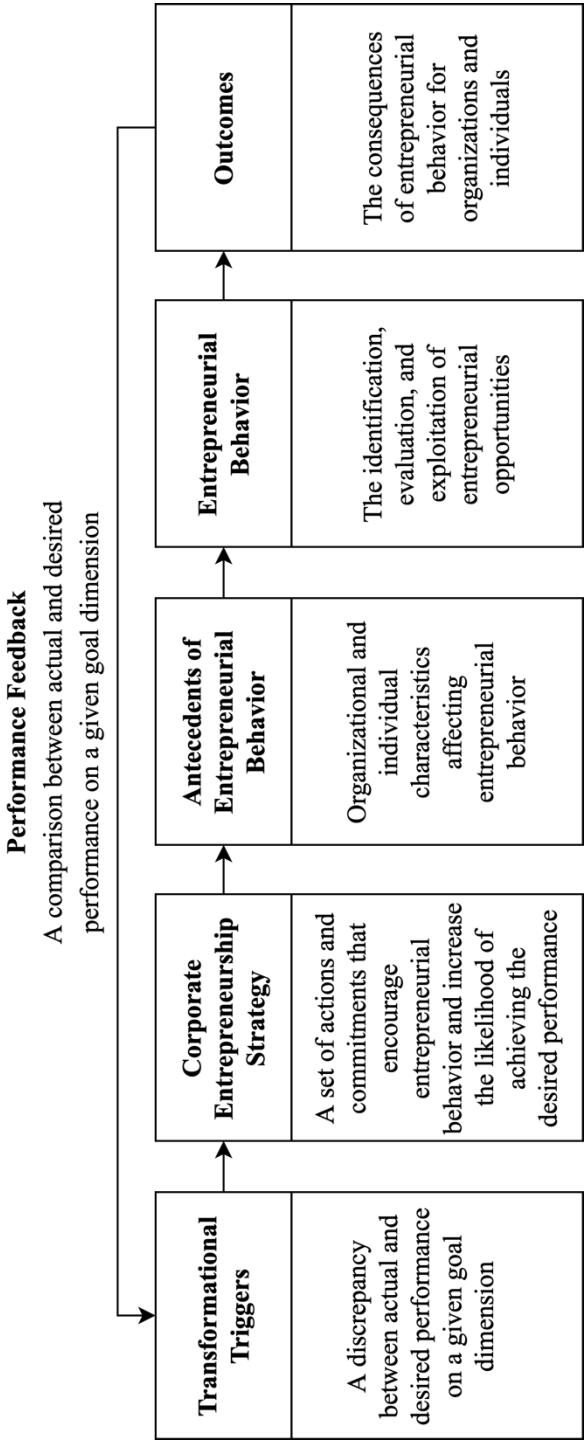 Performance Feedback
A comparison between actual and desired
performance on a given goal dimension
Transformational
Triggers
A discrepancy
between actual and
desired performance
on a given goal
dimension
Corporate
Entrepreneurship
Strategy
A set of actions and
commitments that
encourage
entrepreneurial
behavior and increase
the likelihood of
achieving the
desired performance
Antecedents of
Entrepreneurial
Behavior
Organizational and
individual
characteristics
affecting
entrepreneurial
behavior
Entrepreneurial
Behavior
The identification,
evaluation, and
exploitation of
entrepreneurial
opportunities
Outcomes
The consequences
of entrepreneurial
behavior for
organizations and
individuals